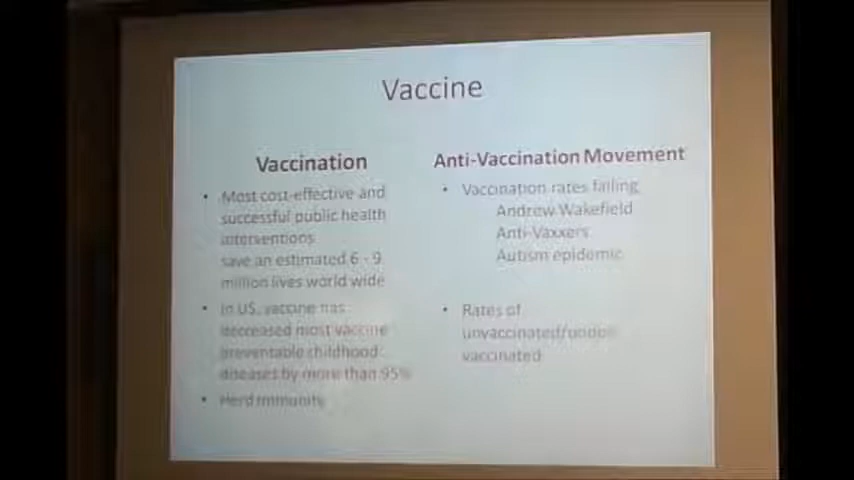 Vaccine
Vaccination
• Most cost-effective and
successful public health
interventions
save an estimated 6 - 9
million lives world wide
• In US, vaccine has
decreased most vaccine
preventable childhood
diseases by more than 95%
• Herd immunity
Anti-Vaccination Movement
• Vaccination rates falling
Andrew Wakefield
Anti-Vaxxers
Autism epidemic
• Rates of
unvaccinated/under
vaccinated